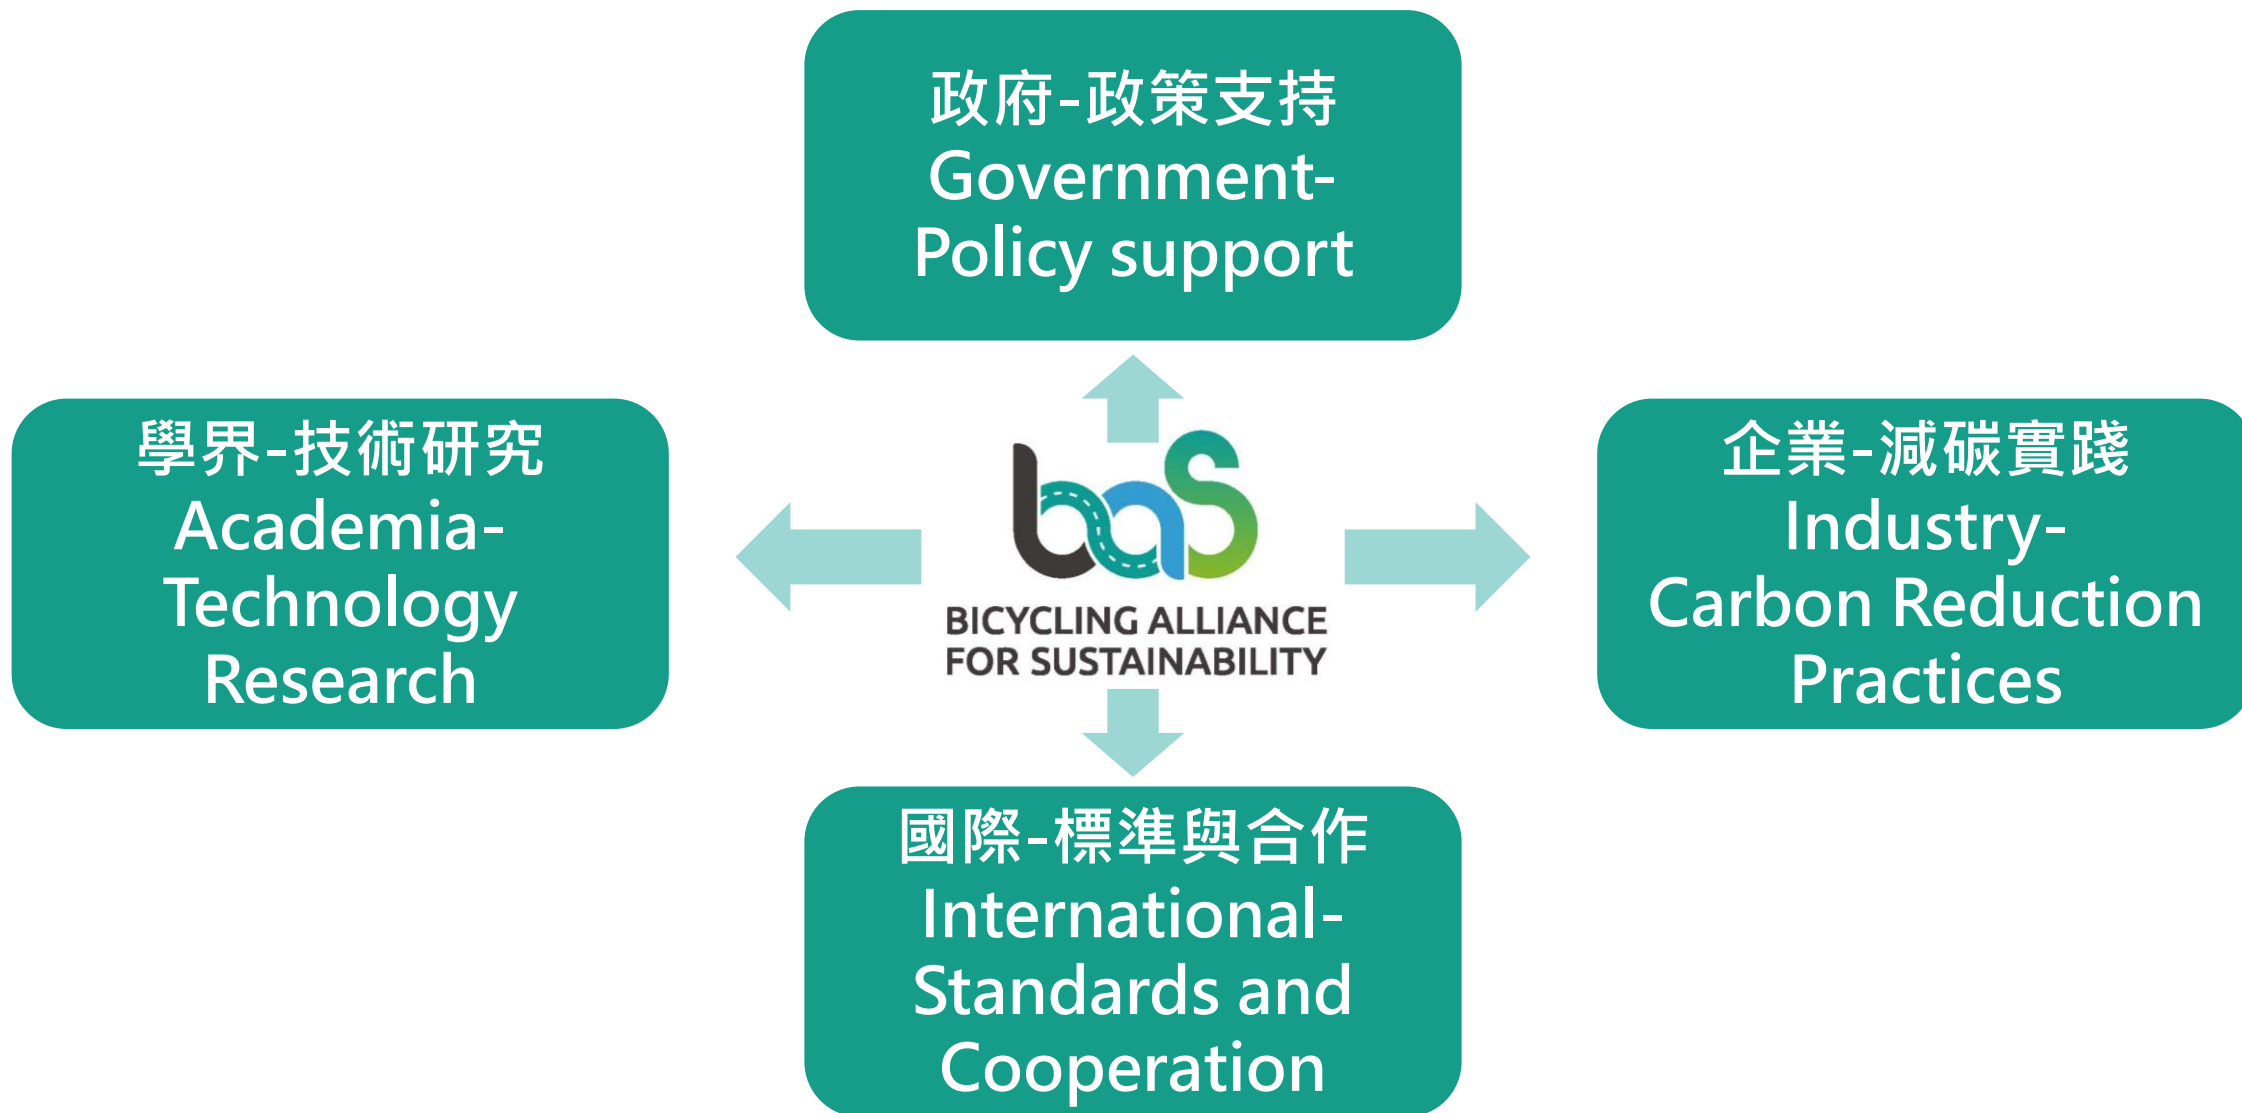 政府-政策支持
Government-
Policy support
學界-技術研究
Academia-
Technology
Research
bas
BICYCLING ALLIANCE
FOR SUSTAINABILITY
企業-減碳實踐
Industry-
Carbon Reduction
Practices
國際-標準與合作
International-
Standards and
Cooperation